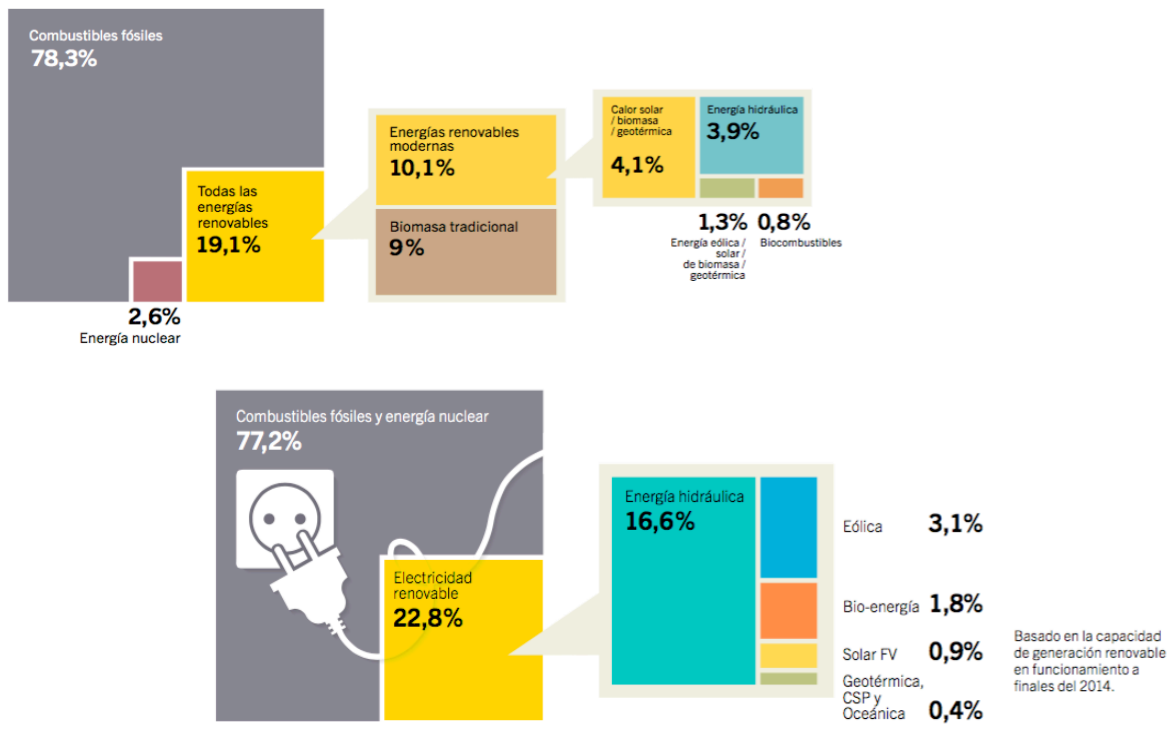 Combustibles fósiles
78,3%
Todas las
energías
renovables
19,1%
2,6%
Energía nuclear
Energías renovables
modernas
10,1%
Biomasa tradicional
9%
Calor solar
/ biomasa
/ geotérmica
4,1%
Energía hidráulica
3,9%
1,3%
Energía eólica /
solar /
de biomasa /
geotérmica
0,8%
Biocombustibles
Combustibles fósiles y energía nuclear
77,2%
Electricidad
renovable
22,8%
Energía hidráulica
16,6%
Eólica 3,1%
Bio-energía 1,8%
Solar FV 0,9%
Geotérmica,
CSP y
Oceánica 0,4%
Basado en la capacidad
de generación renovable
en funcionamiento a
finales del 2014.